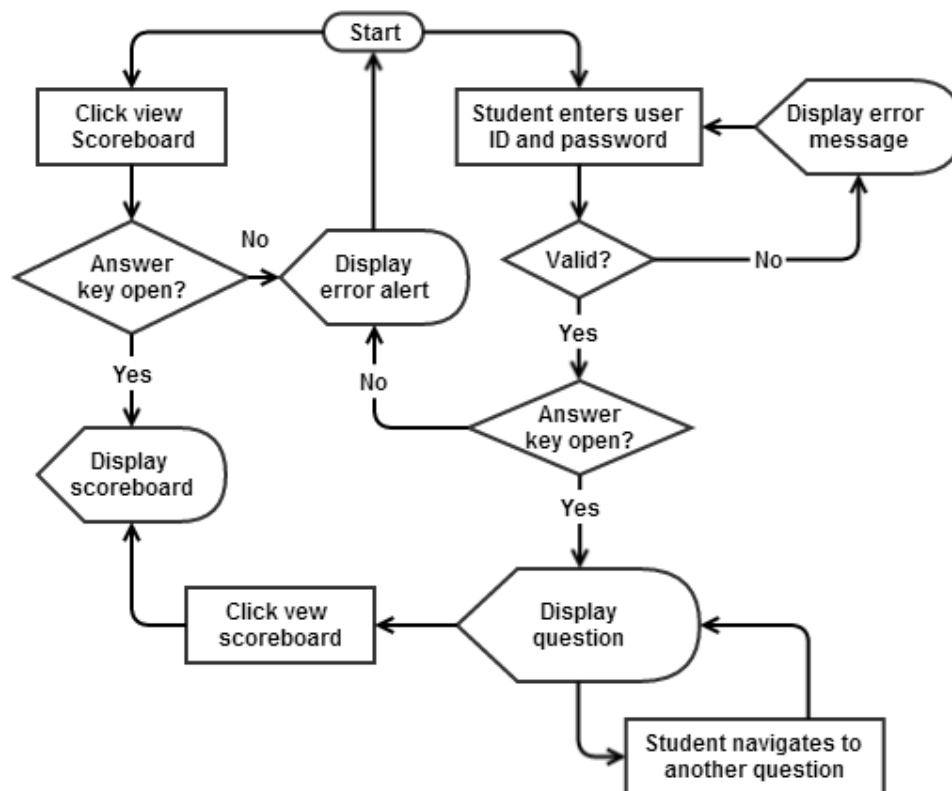 Start
Click view
Scoreboard
Student enters user
ID and password
Display error
message
Answer
key open?
No
Display
error alert
Valid?
No
Yes
Yes
No
Answer
key open?
Display
scoreboard
Yes
Click vew
scoreboard
Display
question
Student navigates to
another question